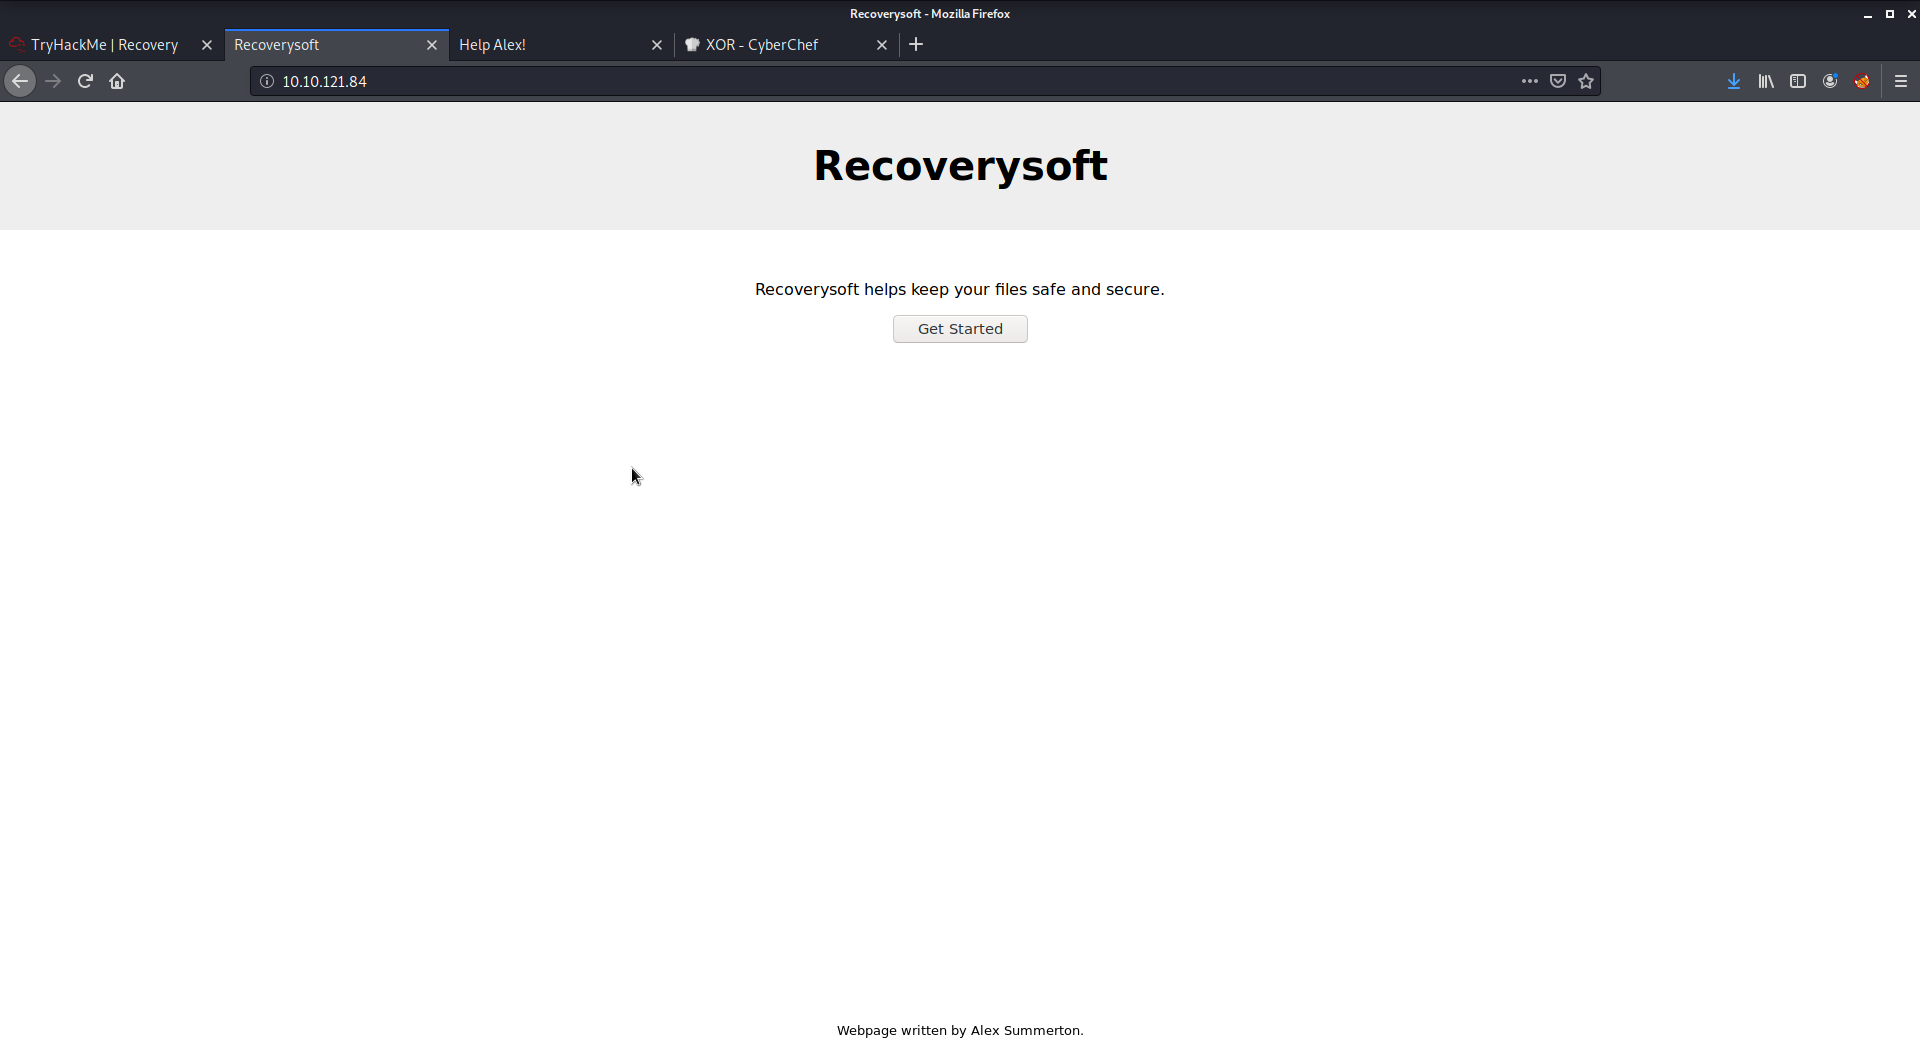 Recoverysoft - Mozilla Firefox
TryHackMe | Recovery
Recoverysoft
Help Alex!
XOR - CyberChef
10.10.121.84
Recoverysoft
Recoverysoft helps keep your files safe and secure.
Get Started
Webpage written by Alex Summerton.